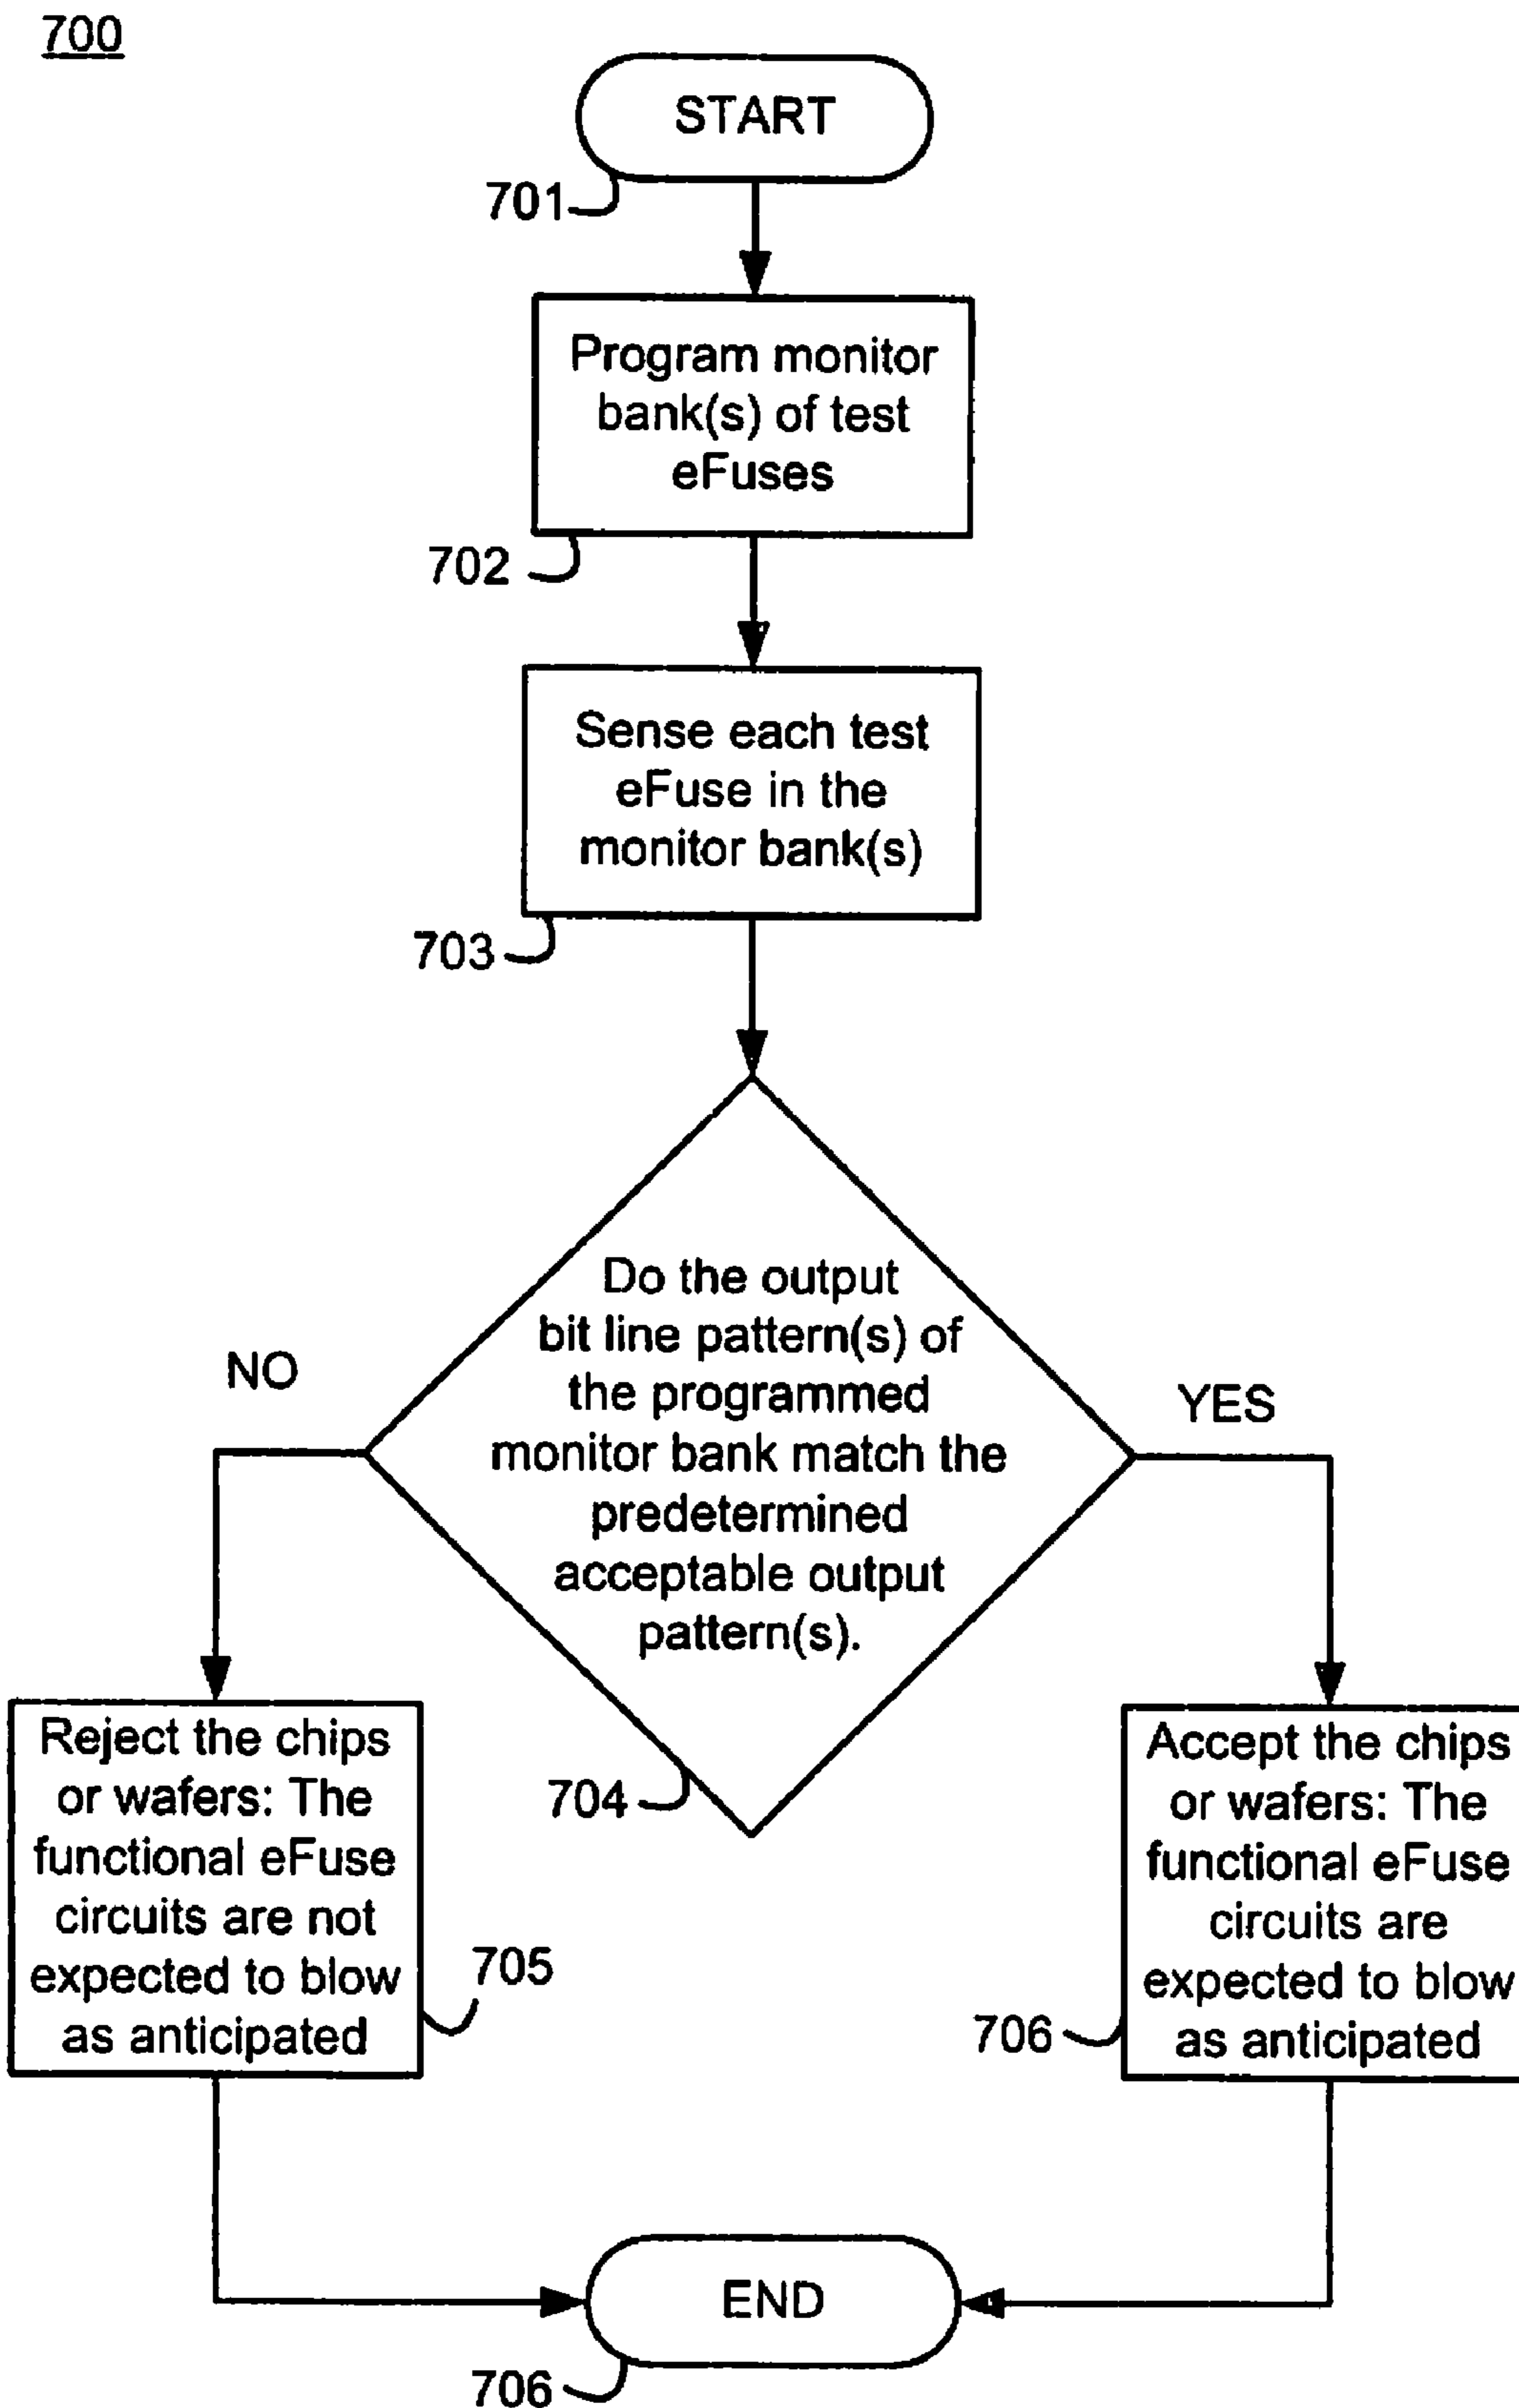 700
START
701
Program monitor
bank(s) of test
eFuses
702
Sense each test
eFuse in the
monitor bank(s)
703
Do the output
bit line pattern(s) of
the programmed
monitor bank match the
predetermined
acceptable output
pattern(s).
NO
YES
704
Reject the chips
or wafers: The
functional eFuse
circuits are not
expected to blow
as anticipated
705
Accept the chips
or wafers: The
functional eFuse
circuits are
expected to blow
as anticipated
706
END
706